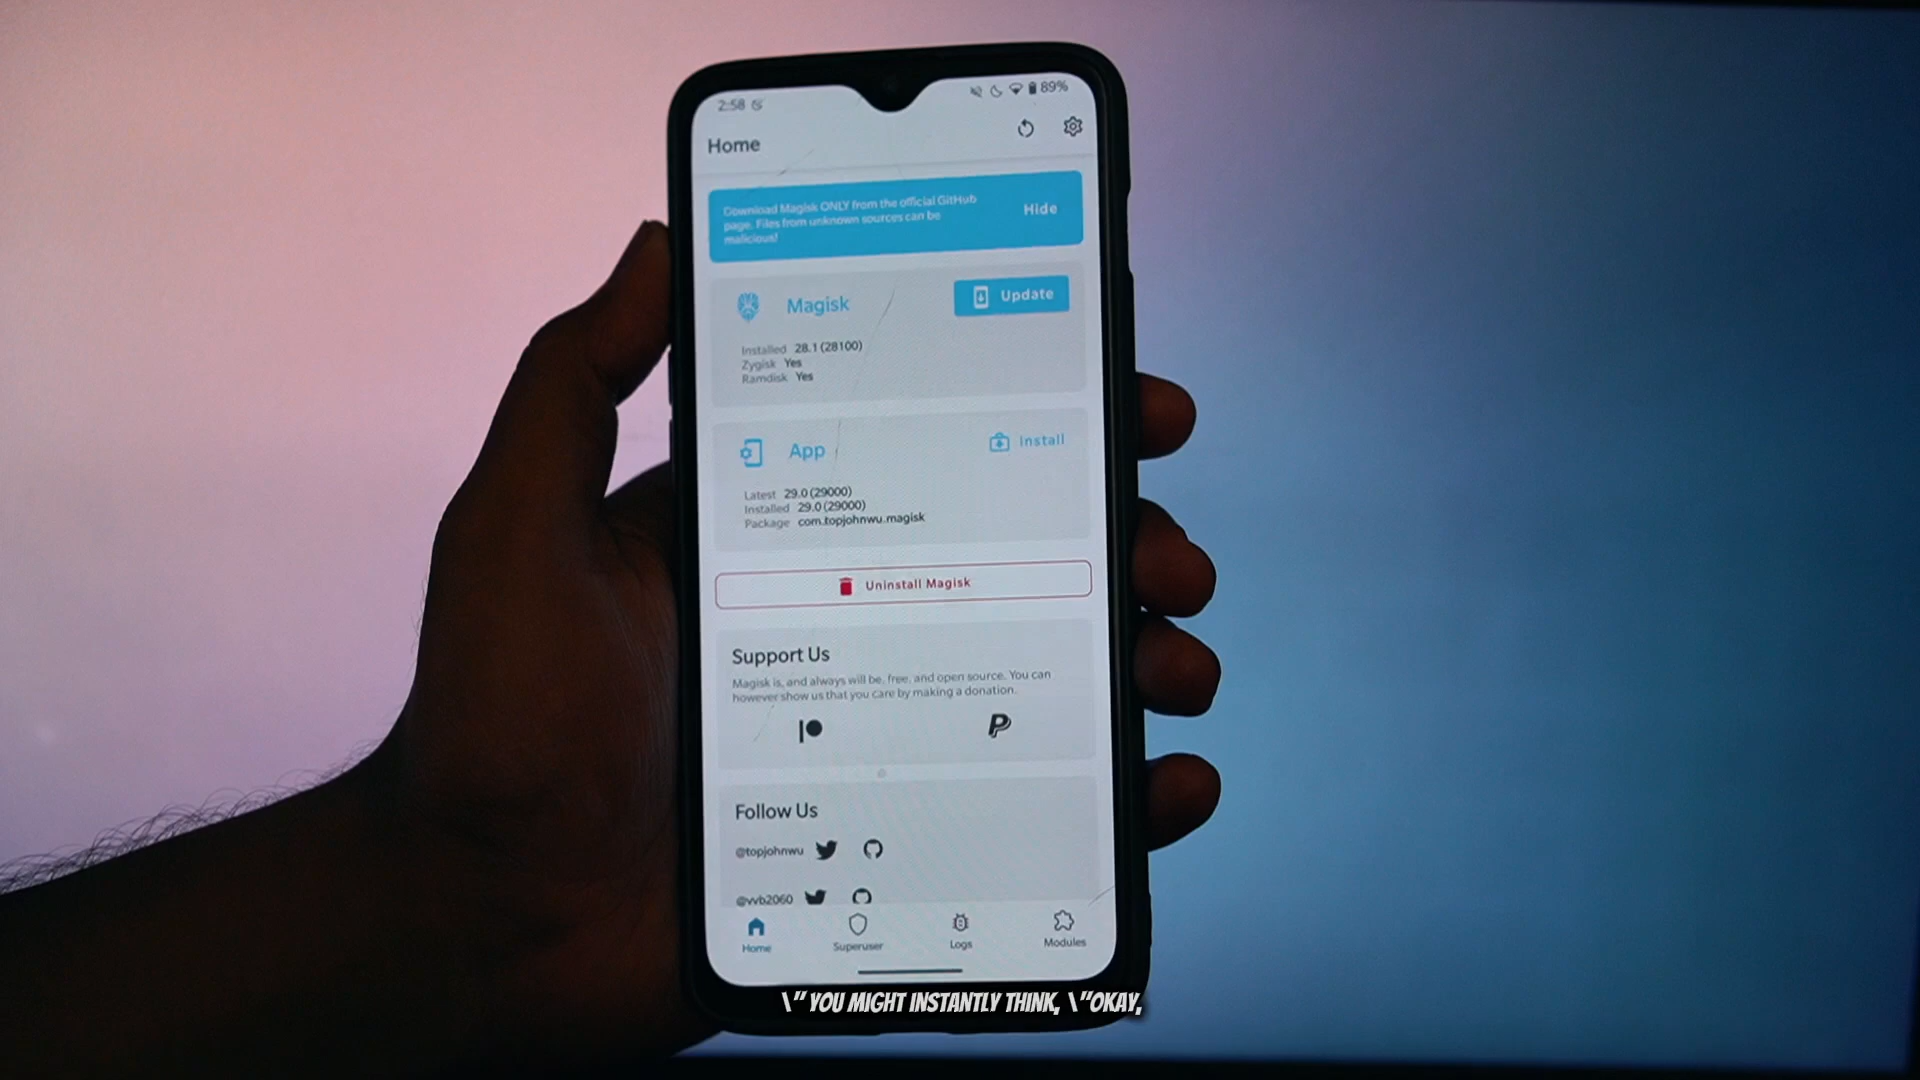 2:58
89%
Home
Download Magisk ONLY from the official GitHub
page. Files from unknown sources can be
malicious!
Hide
Magisk
Update
Installed 28.1 (28100)
Zygisk Yes
Ramdisk Yes
App
Install
Latest 29.0 (29000)
Installed 29.0 (29000)
Package com.topjohnwu.magisk
Uninstall Magisk
Support Us
Magisk is, and always will be, free, and open source. You can
however show us that you care by making a donation.
Follow Us
@topjohnwu
@vvb2060
Home
Superuser
Logs
Modules
\" YOU MIGHT INSTANTLY THINK, \"OKAY,